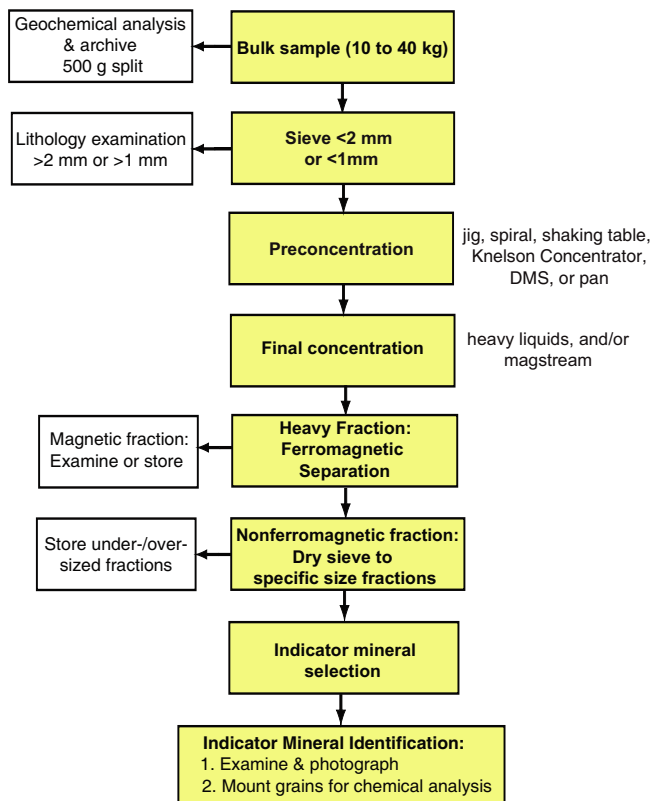 Geochemical analysis
& archive
500 g split
Bulk sample (10 to 40 kg)
Lithology examination
>2 mm or >1 mm
Sieve <2 mm
or <1mm
Preconcentration
jig, spiral, shaking table,
Knelson Concentrator,
DMS, or pan
Final concentration
heavy liquids, and/or
magstream
Magnetic fraction:
Examine or store
Heavy Fraction:
Ferromagnetic
Separation
Store under-/over-
sized fractions
Nonferromagnetic fraction:
Dry sieve to
specific size fractions
Indicator mineral
selection
Indicator Mineral Identification:
1. Examine & photograph
2. Mount grains for chemical analysis